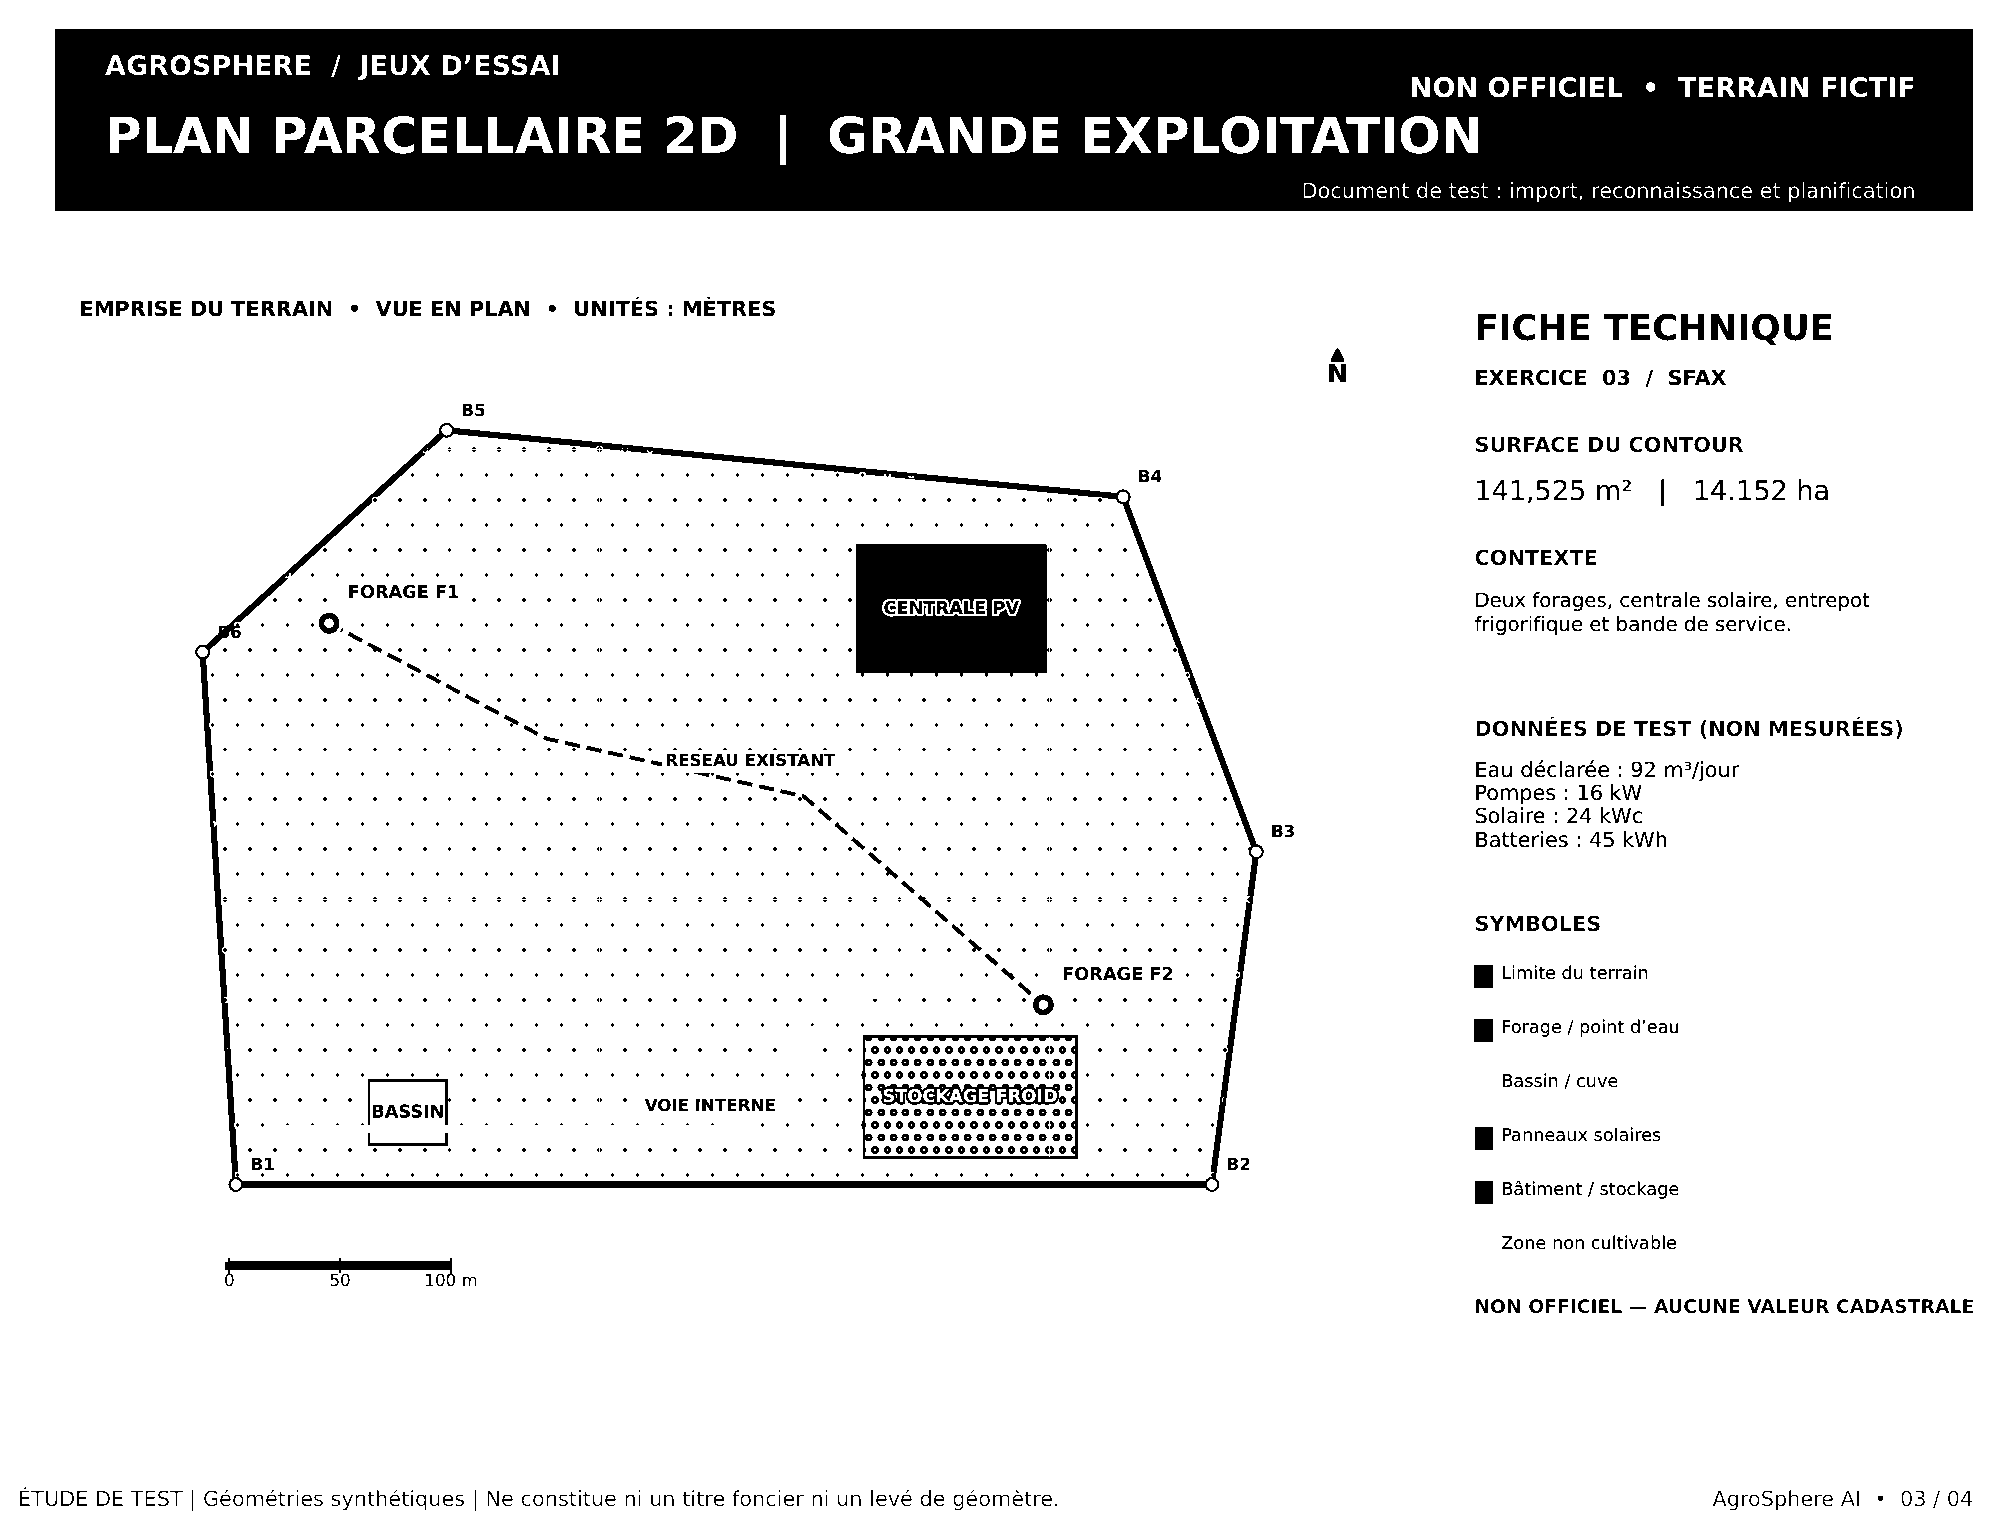 AGROSPHERE / JEUX D’ESSAI
NON OFFICIEL • TERRAIN FICTIF
PLAN PARCELLAIRE 2D | GRANDE EXPLOITATION
Document de test : import, reconnaissance et planification
EMPRISE DU TERRAIN • VUE EN PLAN • UNITÉS : MÈTRES
N
B5
B4
CENTRALE PV
FORAGE F1
B6
RESEAU EXISTANT
B3
FORAGE F2
STOCKAGE FROID
BASSIN
VOIE INTERNE
B1
B2
0
50
100 m
FICHE TECHNIQUE
EXERCICE 03 / SFAX
SURFACE DU CONTOUR
141,525 m² | 14.152 ha
CONTEXTE
Deux forages, centrale solaire, entrepot
frigorifique et bande de service.
DONNÉES DE TEST (NON MESURÉES)
Eau déclarée : 92 m³/jour
Pompes : 16 kW
Solaire : 24 kWc
Batteries : 45 kWh
SYMBOLES
Limite du terrain
Forage / point d’eau
Bassin / cuve
Panneaux solaires
Bâtiment / stockage
Zone non cultivable
NON OFFICIEL — AUCUNE VALEUR CADASTRALE
ÉTUDE DE TEST | Géométries synthétiques | Ne constitue ni un titre foncier ni un levé de géomètre.
AgroSphere AI • 03 / 04